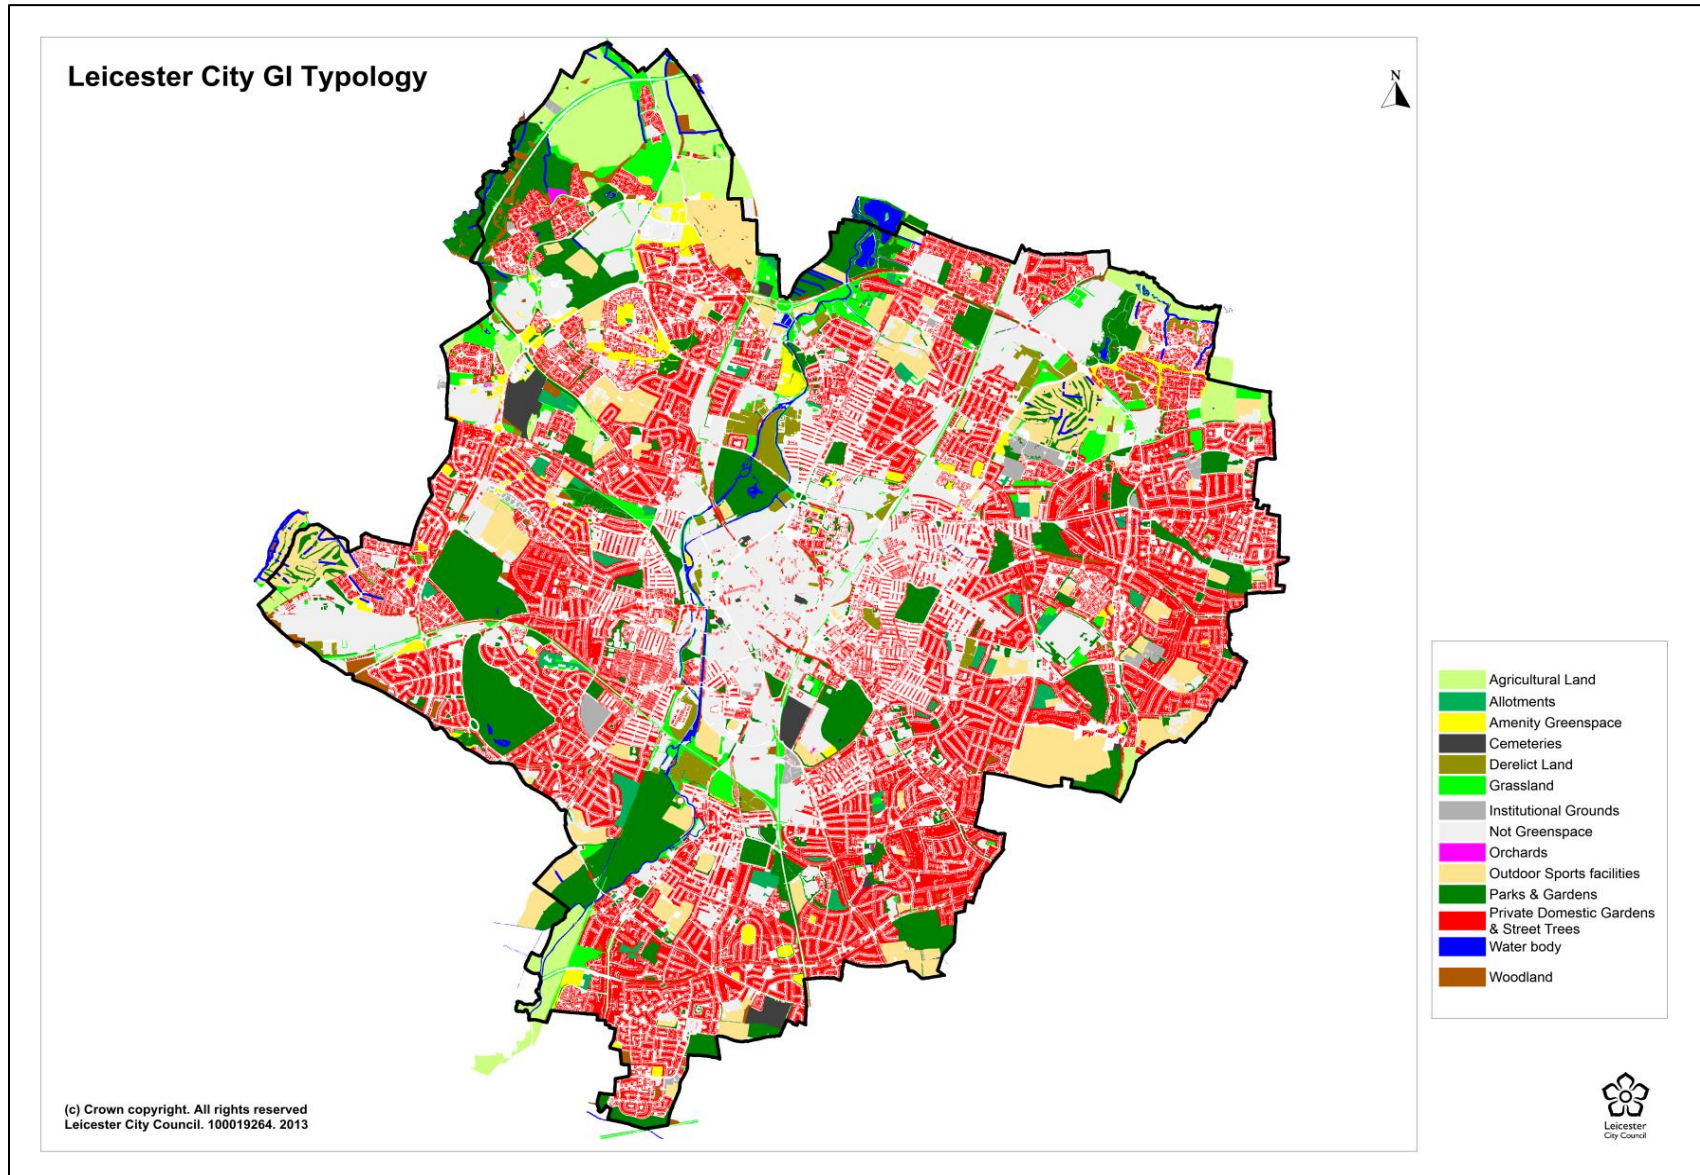 Leicester City GI Typology
N
Agricultural Land
Allotments
Amenity Greenspace
Cemeteries
Derelict Land
Grassland
Institutional Grounds
Not Greenspace
Orchards
Outdoor Sports facilities
Parks & Gardens
Private Domestic Gardens
& Street Trees
Water body
Woodland
(c) Crown copyright. All rights reserved
Leicester City Council. 100019264. 2013
Leicester
City Council